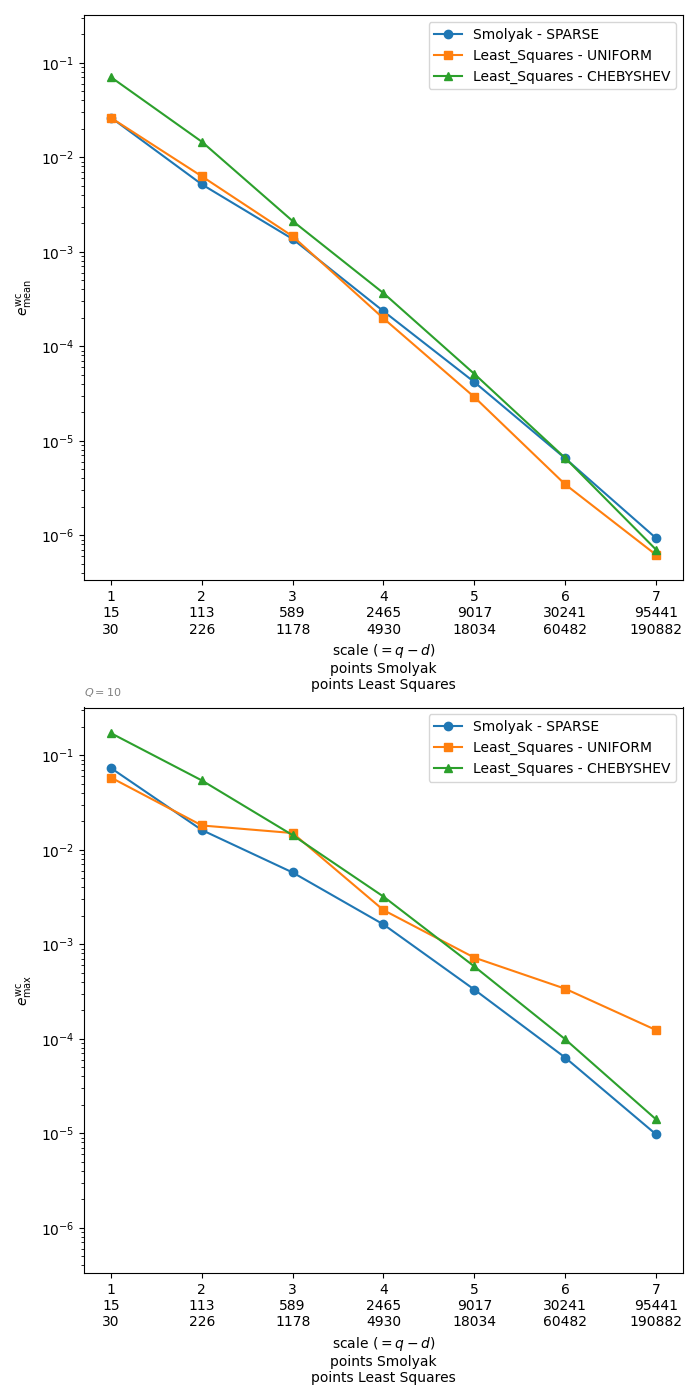 Smolyak - SPARSE
Least_Squares - UNIFORM
Least_Squares - CHEBYSHEV
10⁻¹
10⁻²
10⁻³
10⁻⁴
10⁻⁵
10⁻⁶
e^wc_mean
1 2 3 4 5 6 7
15 113 589 2465 9017 30241 95441
30 226 1178 4930 18034 60482 190882
scale (= q − d)
points Smolyak
points Least Squares
Q = 10
Smolyak - SPARSE
Least_Squares - UNIFORM
Least_Squares - CHEBYSHEV
10⁻¹
10⁻²
10⁻³
10⁻⁴
10⁻⁵
10⁻⁶
e^wc_max
1 2 3 4 5 6 7
15 113 589 2465 9017 30241 95441
30 226 1178 4930 18034 60482 190882
scale (= q − d)
points Smolyak
points Least Squares